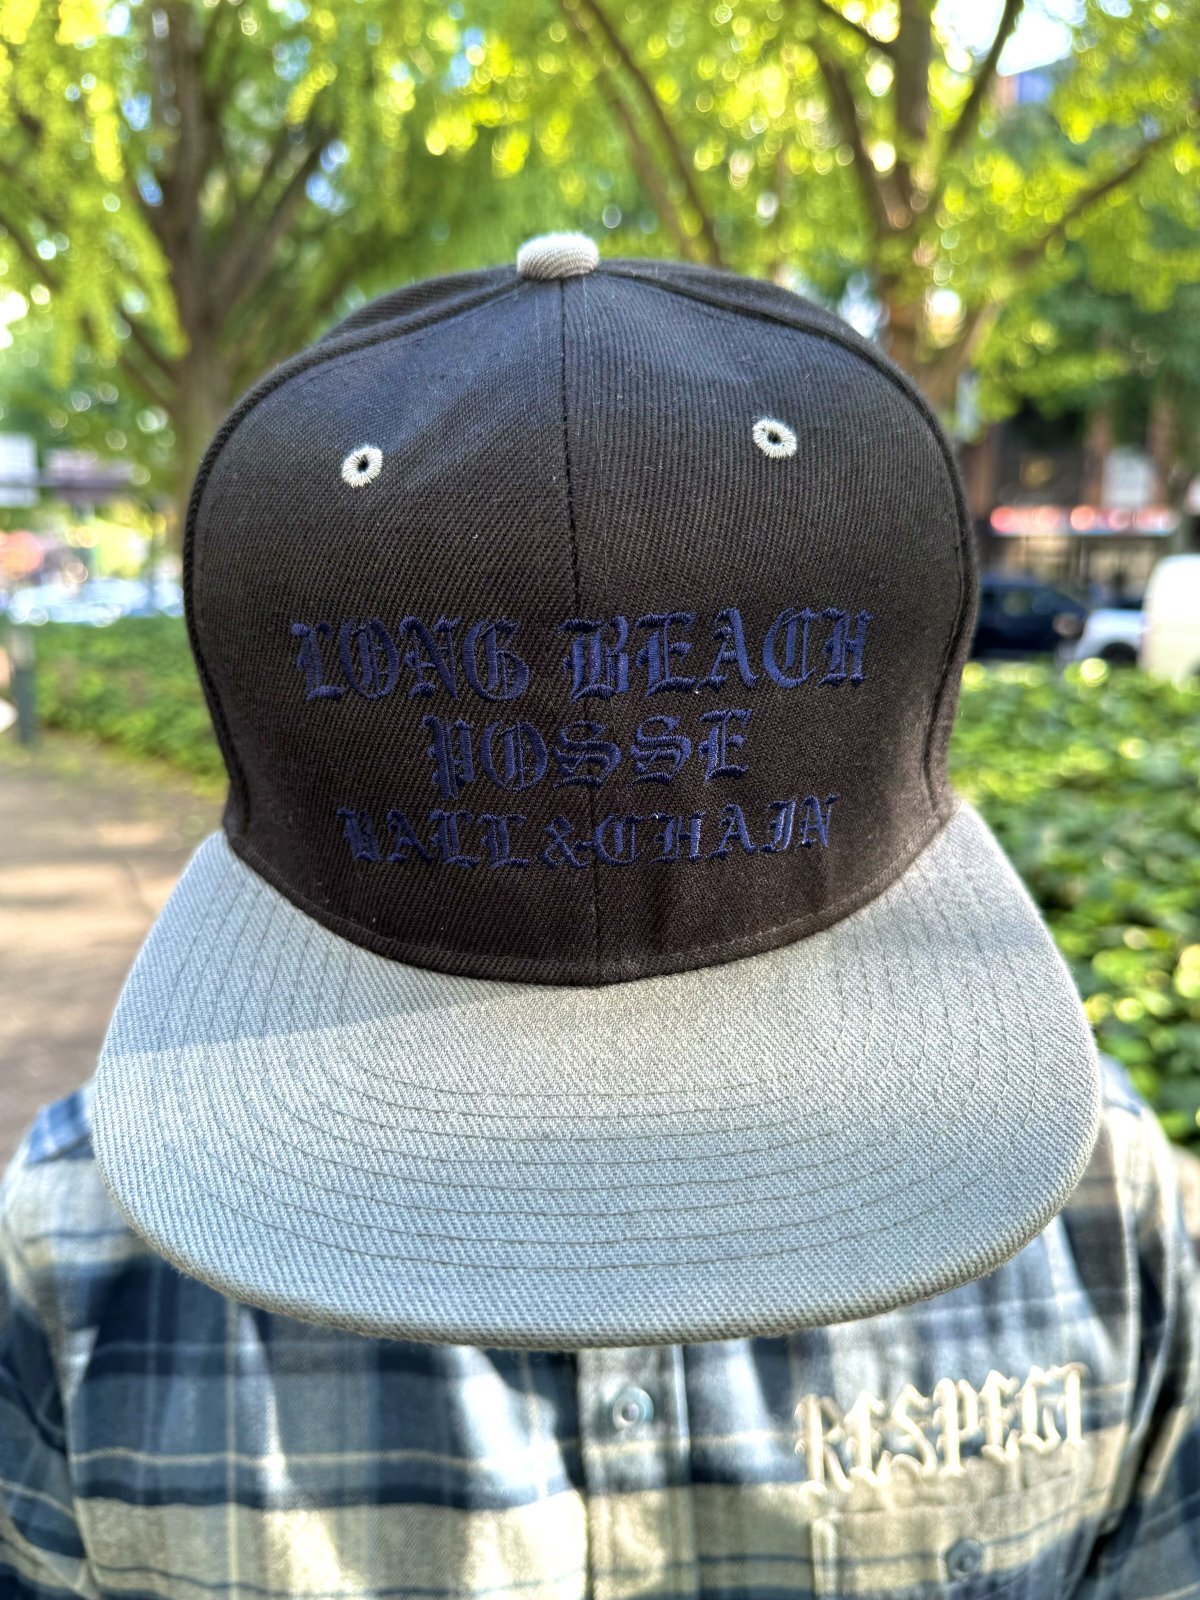 LONG BEACH
POSSE
BALL & CHAIN
RESPECT